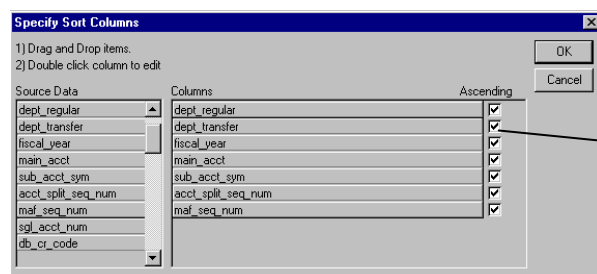 Specify Sort Columns
1) Drag and Drop items.
2) Double click column to edit
OK
Cancel
Source Data
dept_regular
dept_transfer
fiscal_year
main_acct
sub_acct_sym
acct_split_seq_num
maf_seq_num
sgl_acct_num
db_cr_code
Columns Ascending
dept_regular
dept_transfer
fiscal_year
main_acct
sub_acct_sym
acct_split_seq_num
maf_seq_num